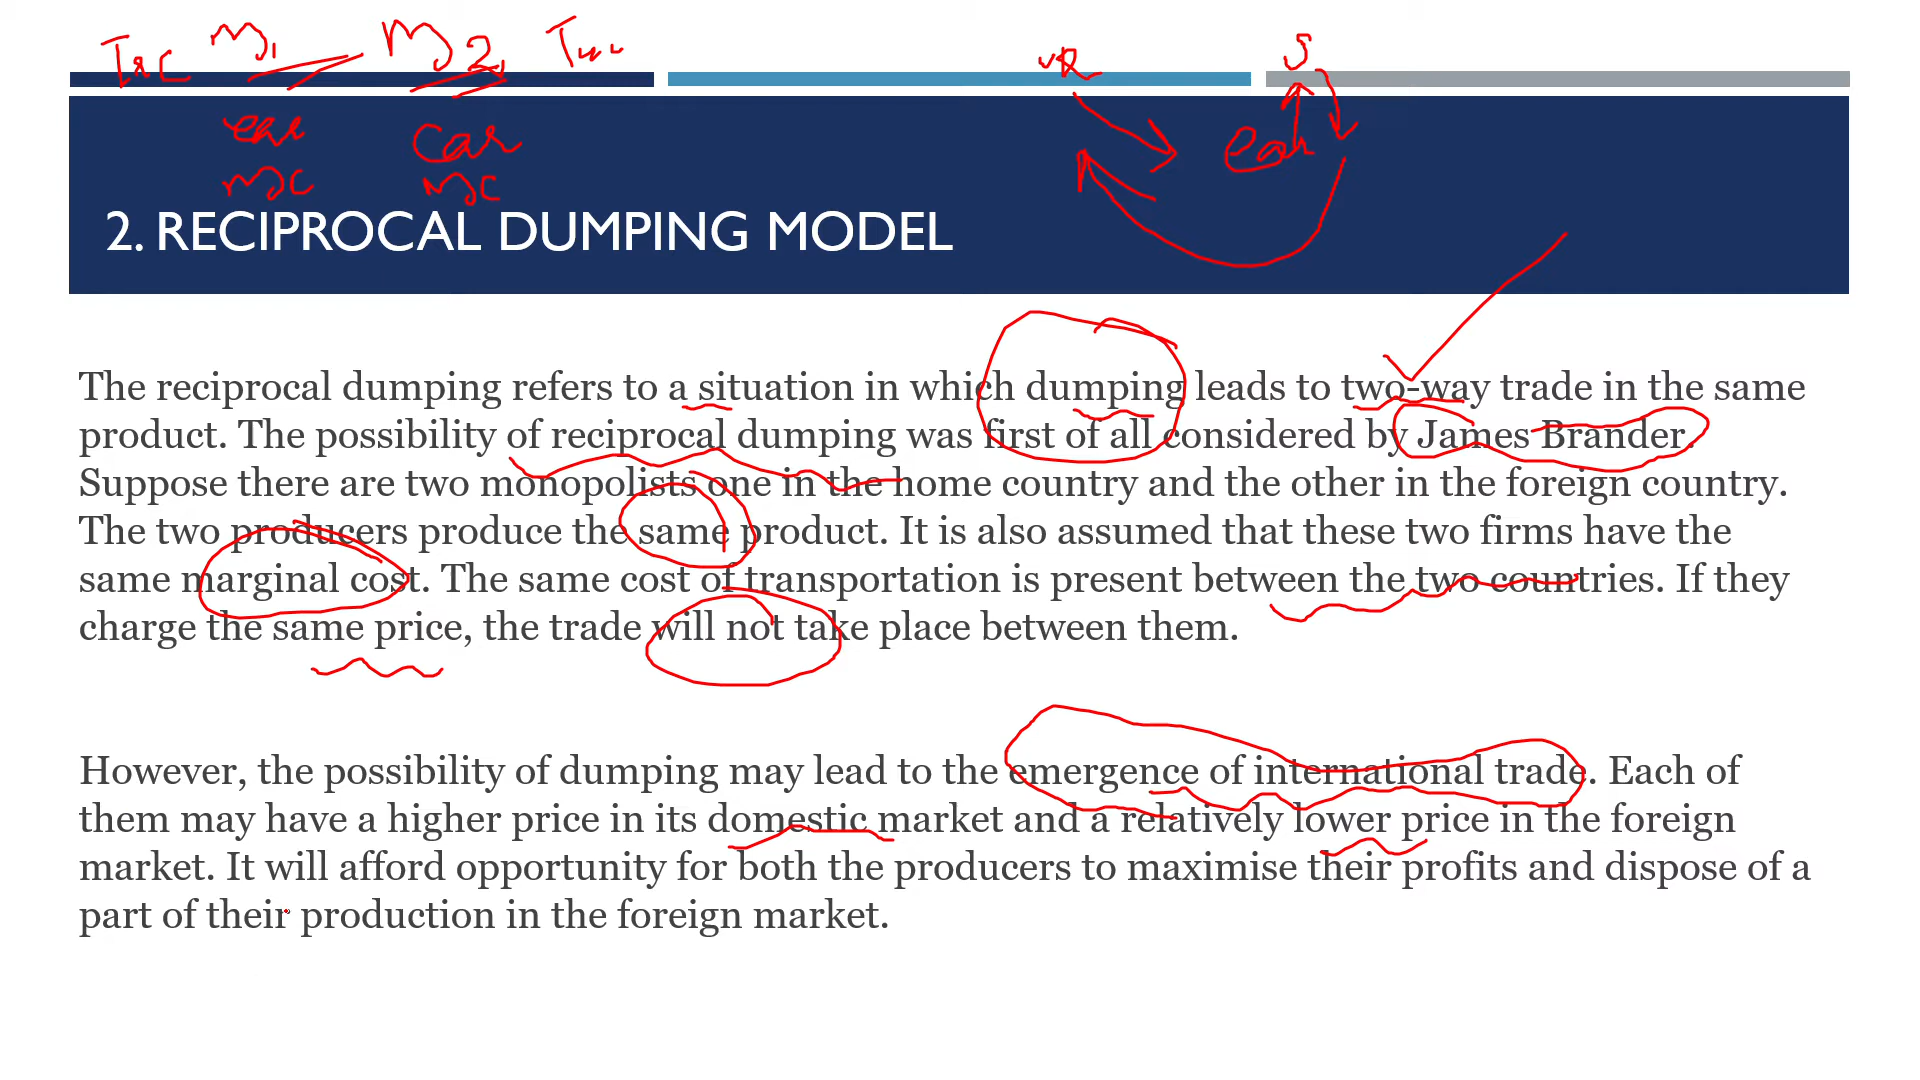 M1 M2
S
car car
mc mc
2. RECIPROCAL DUMPING MODEL
The reciprocal dumping refers to a situation in which dumping leads to two-way trade in the same
product. The possibility of reciprocal dumping was first of all considered by James Brander.
Suppose there are two monopolists one in the home country and the other in the foreign country.
The two producers produce the same product. It is also assumed that these two firms have the
same marginal cost. The same cost of transportation is present between the two countries. If they
charge the same price, the trade will not take place between them.
However, the possibility of dumping may lead to the emergence of international trade. Each of
them may have a higher price in its domestic market and a relatively lower price in the foreign
market. It will afford opportunity for both the producers to maximise their profits and dispose of a
part of their production in the foreign market.